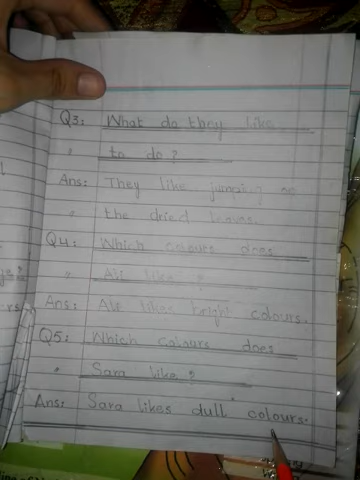 Q3: What do they like
" to do?
Ans: They like jumping on
" the dried leaves.
Q4: Which colours does
" Ali like?
Ans: Ali likes bright colours.
Q5: Which colours does
" Sara like?
Ans: Sara likes dull colours.